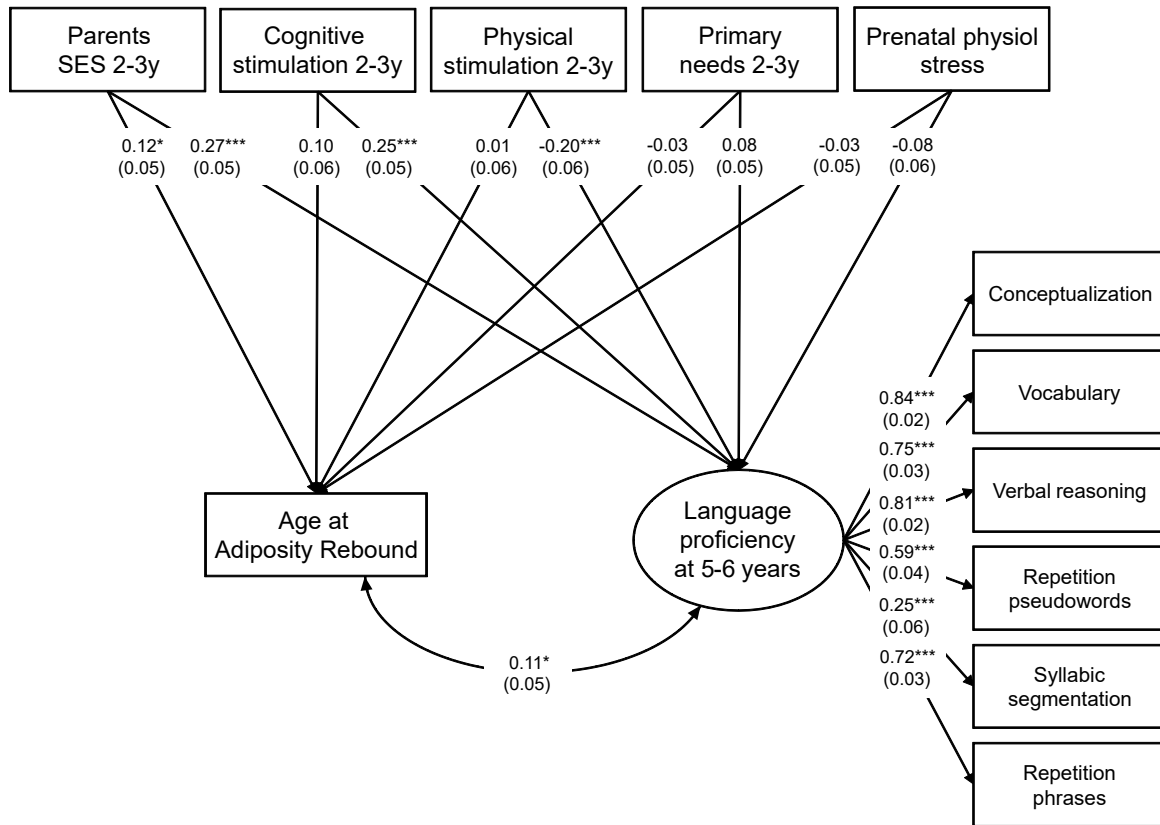 Parents
SES 2-3y
Cognitive
stimulation 2-3y
Physical
stimulation 2-3y
Primary
needs 2-3y
Prenatal physiol
stress
0.12*
(0.05)
0.27***
(0.05)
0.10
(0.06)
0.25***
(0.05)
0.01
(0.06)
-0.20***
(0.06)
-0.03
(0.05)
0.08
(0.05)
-0.03
(0.05)
-0.08
(0.06)
Age at
Adiposity Rebound
Language
proficiency
at 5-6 years
0.11*
(0.05)
0.84***
(0.02)
0.75***
(0.03)
0.81***
(0.02)
0.59***
(0.04)
0.25***
(0.06)
0.72***
(0.03)
Conceptualization
Vocabulary
Verbal reasoning
Repetition
pseudowords
Syllabic
segmentation
Repetition
phrases